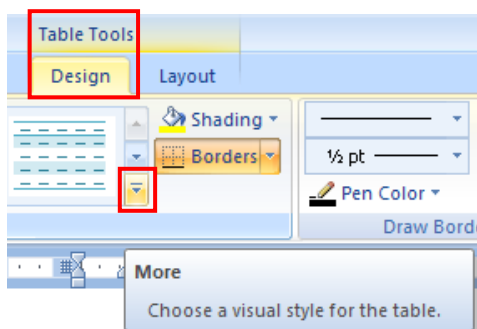 Table Tools
Design Layout
Shading
Borders
½ pt
Pen Color
Draw Bord
More
Choose a visual style for the table.